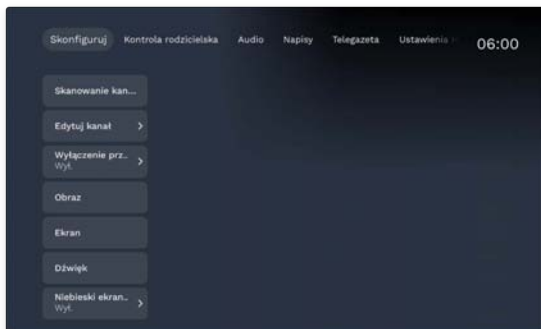 Skonfiguruj Kontrola rodzicielska Audio Napisy Telegazeta Ustawienia 06:00
Skanowanie kan...
Edytuj kanał
Wyłączenie prz..
Wył.
Obraz
Ekran
Dźwięk
Niebieski ekran..
Wył.